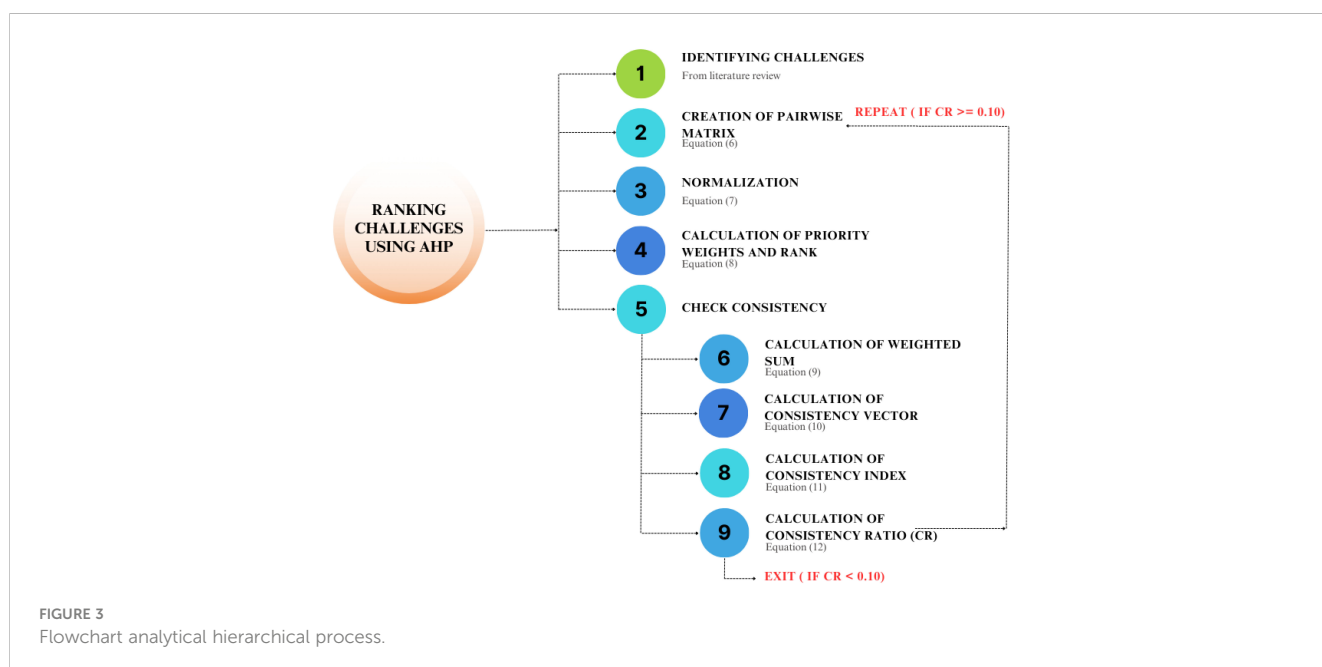 1
IDENTIFYING CHALLENGES
From literature review
2
CREATION OF PAIRWISE
MATRIX
Equation (6)
REPEAT ( IF CR >= 0.10)
3
NORMALIZATION
Equation (7)
RANKING
CHALLENGES
USING AHP
4
CALCULATION OF PRIORITY
WEIGHTS AND RANK
Equation (8)
5
CHECK CONSISTENCY
6
CALCULATION OF WEIGHTED
SUM
Equation (9)
7
CALCULATION OF
CONSISTENCY VECTOR
Equation (10)
8
CALCULATION OF
CONSISTENCY INDEX
Equation (11)
9
CALCULATION OF
CONSISTENCY RATIO (CR)
Equation (12)
EXIT ( IF CR < 0.10)
FIGURE 3
Flowchart analytical hierarchical process.